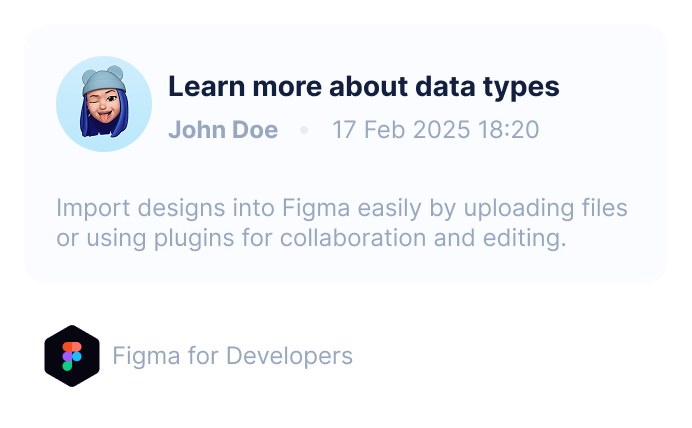 Learn more about data types
John Doe • 17 Feb 2025 18:20
Import designs into Figma easily by uploading files
or using plugins for collaboration and editing.
Figma for Developers